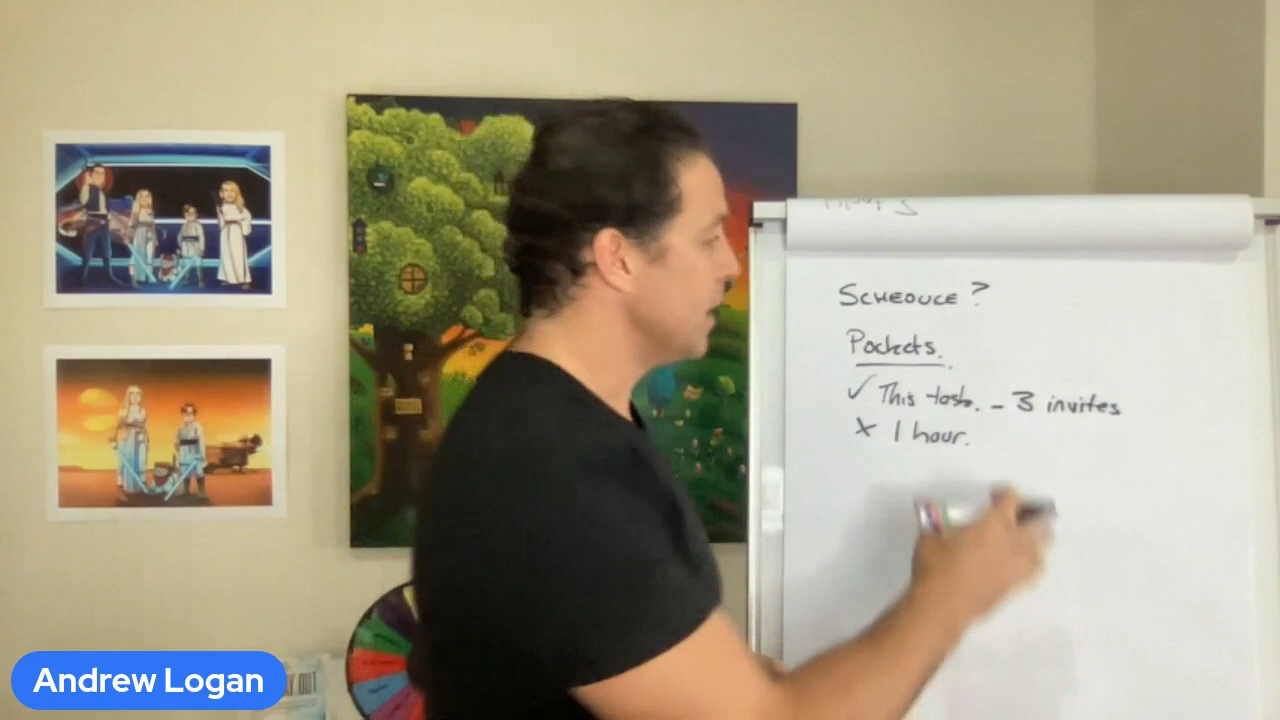 SCHEDULE ?
Pockets.
✓ This task. - 3 invites
× 1 hour.
Andrew Logan